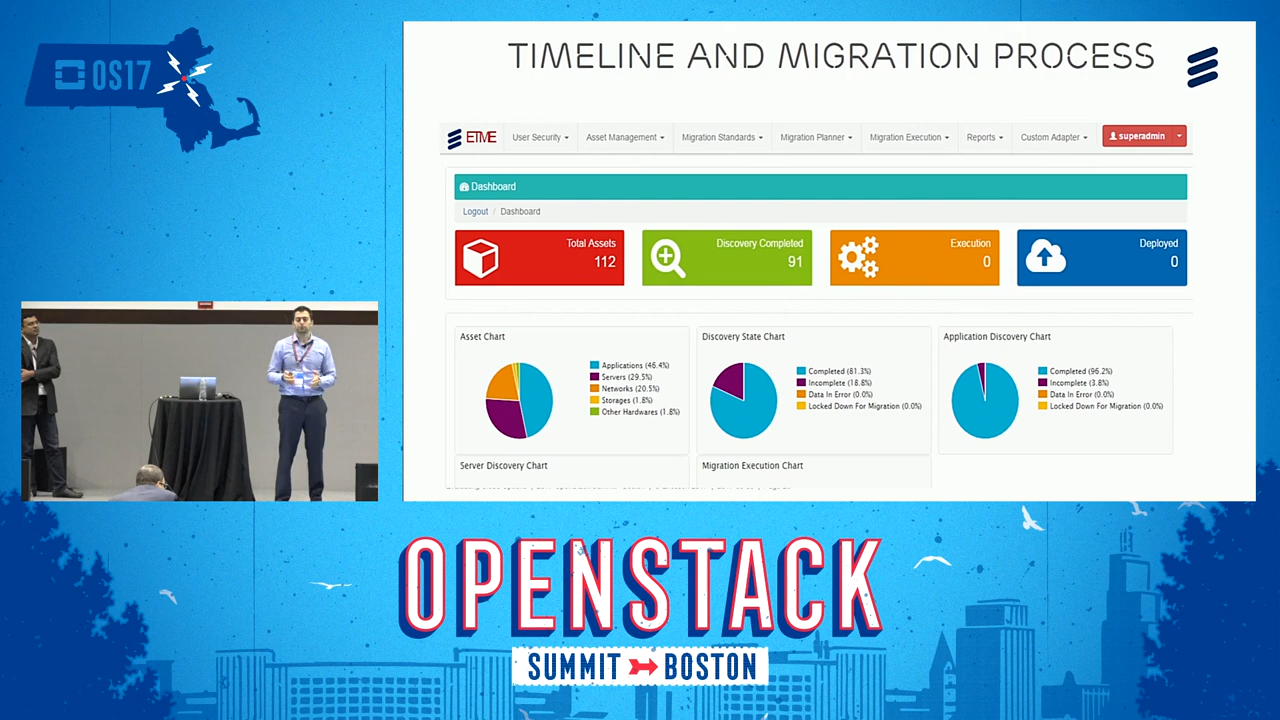 OS17
TIMELINE AND MIGRATION PROCESS
ETME User Security Asset Management Migration Standards Migration Planner Migration Execution Reports Custom Adapter superadmin
Dashboard
Logout / Dashboard
Total Assets
112
Discovery Completed
91
Execution
0
Deployed
0
Asset Chart
Applications (46.4%)
Servers (29.5%)
Networks (20.5%)
Storages (1.8%)
Other Hardwares (1.8%)
Discovery State Chart
Completed (81.3%)
Incomplete (18.8%)
Data In Error (0.0%)
Locked Down For Migration (0.0%)
Application Discovery Chart
Completed (96.2%)
Incomplete (3.8%)
Data In Error (0.0%)
Locked Down For Migration (0.0%)
Server Discovery Chart
Migration Execution Chart
OPENSTACK
SUMMIT BOSTON